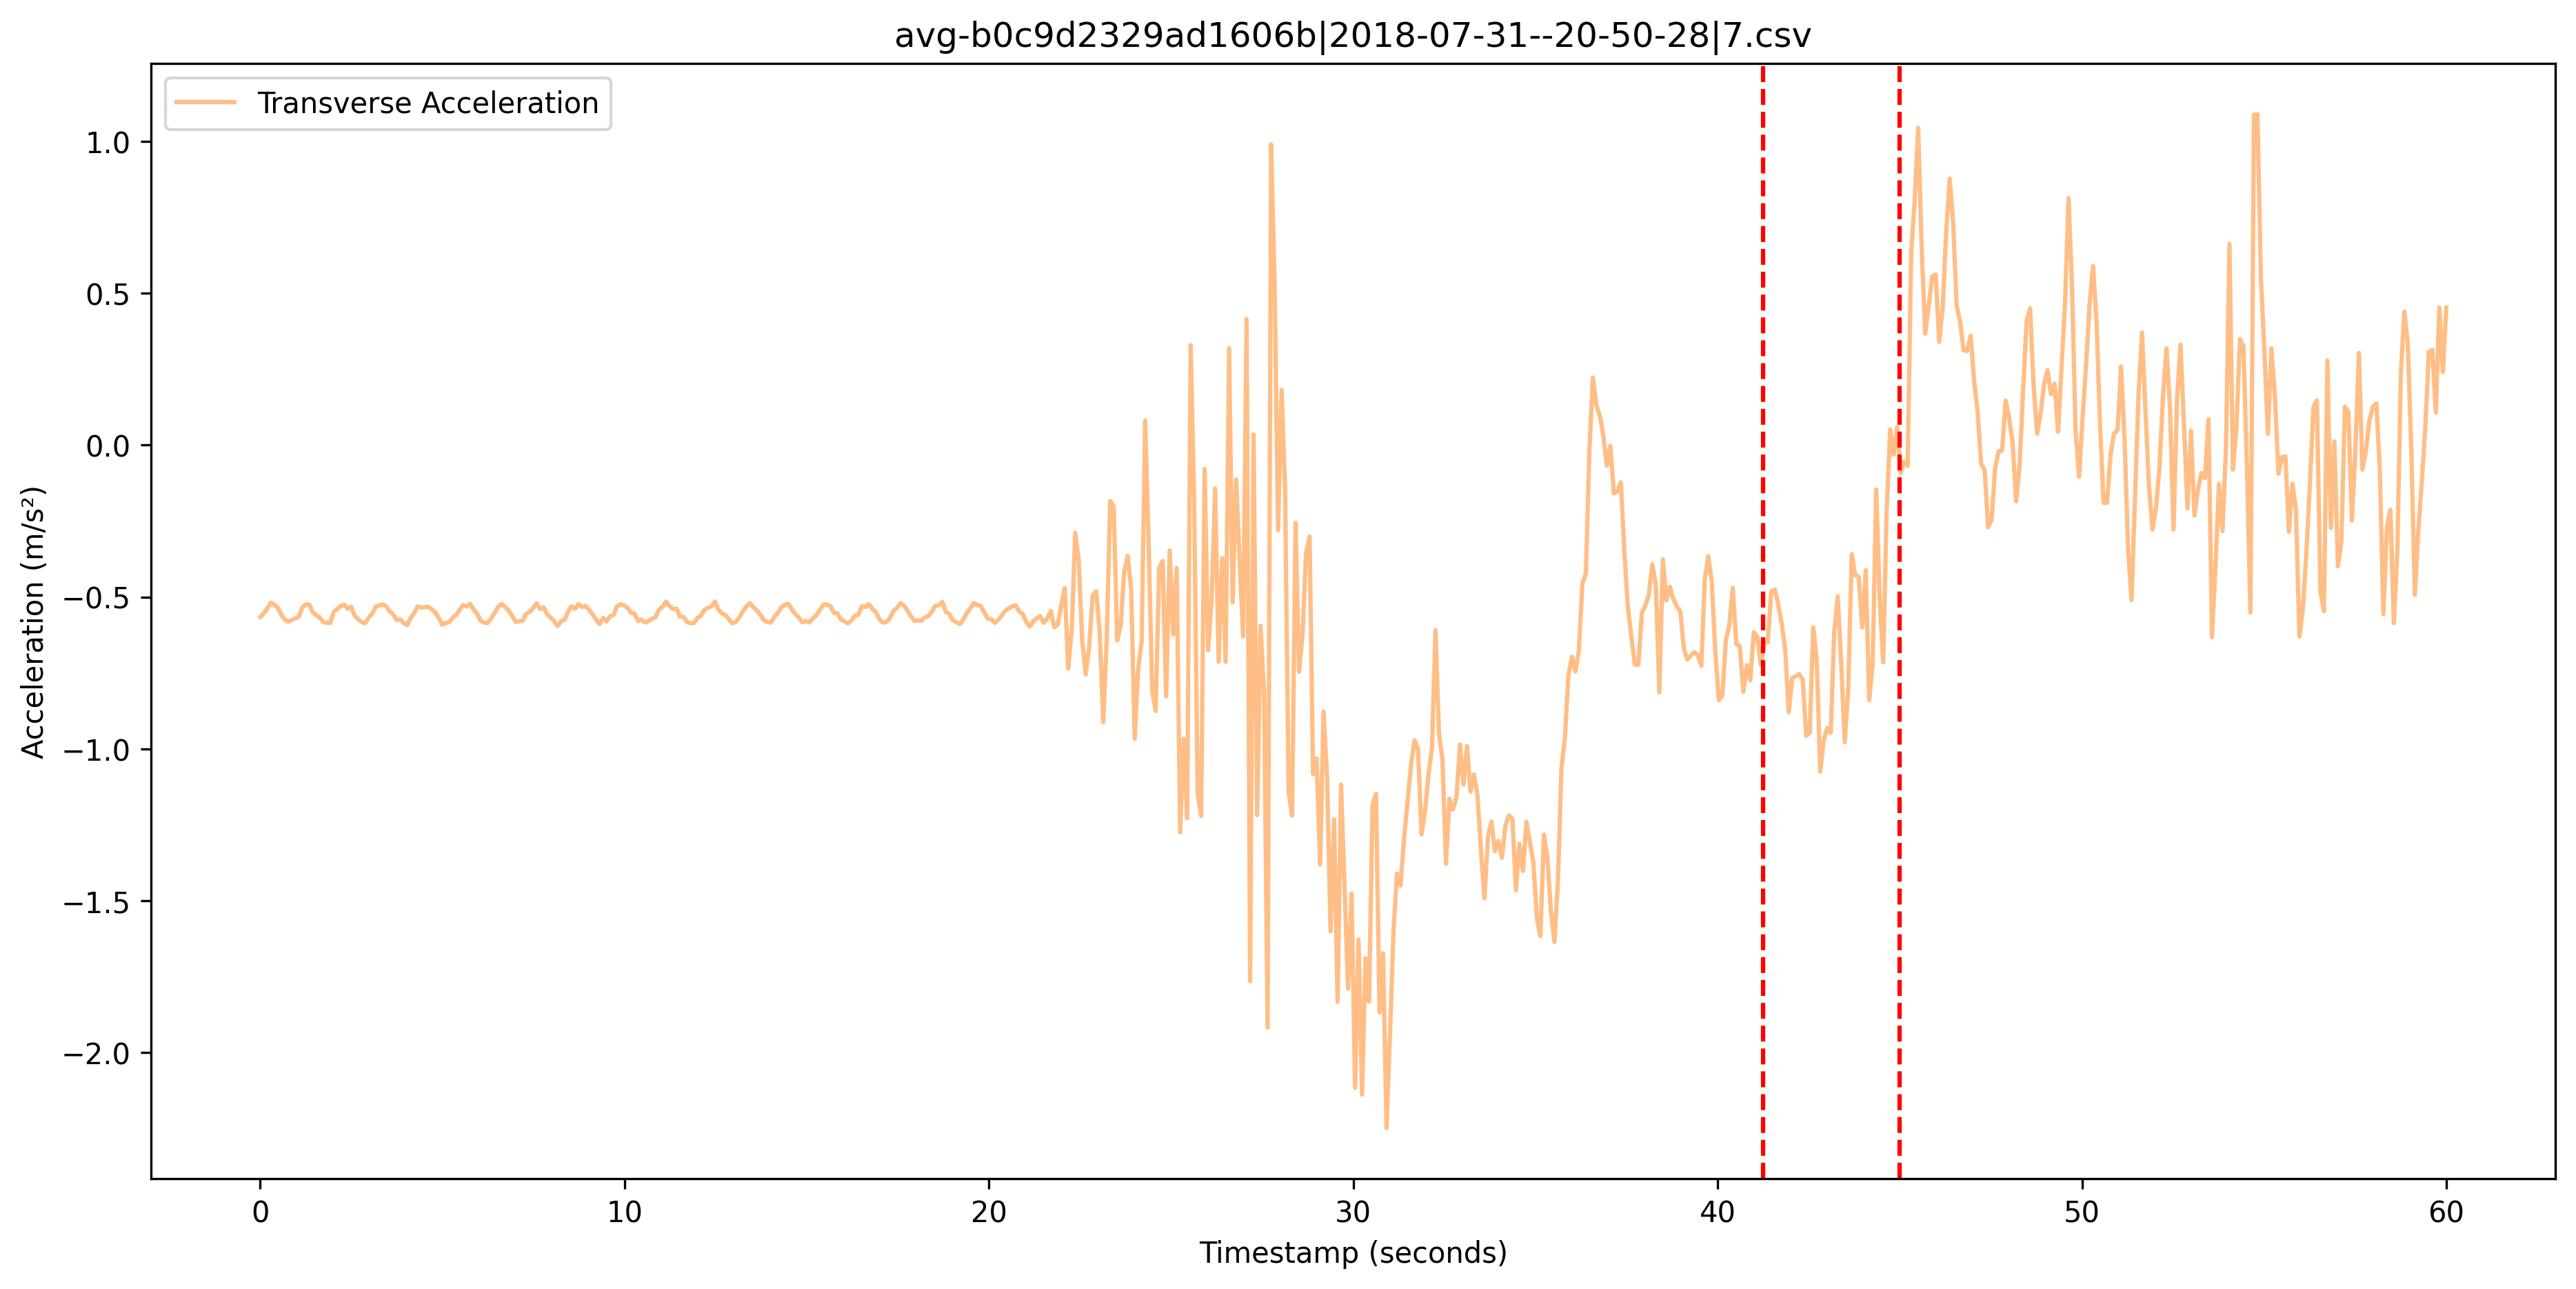 avg-b0c9d2329ad1606b|2018-07-31--20-50-28|7.csv
Transverse Acceleration
1.0
0.5
0.0
−0.5
−1.0
−1.5
−2.0
Acceleration (m/s²)
0 10 20 30 40 50 60
Timestamp (seconds)